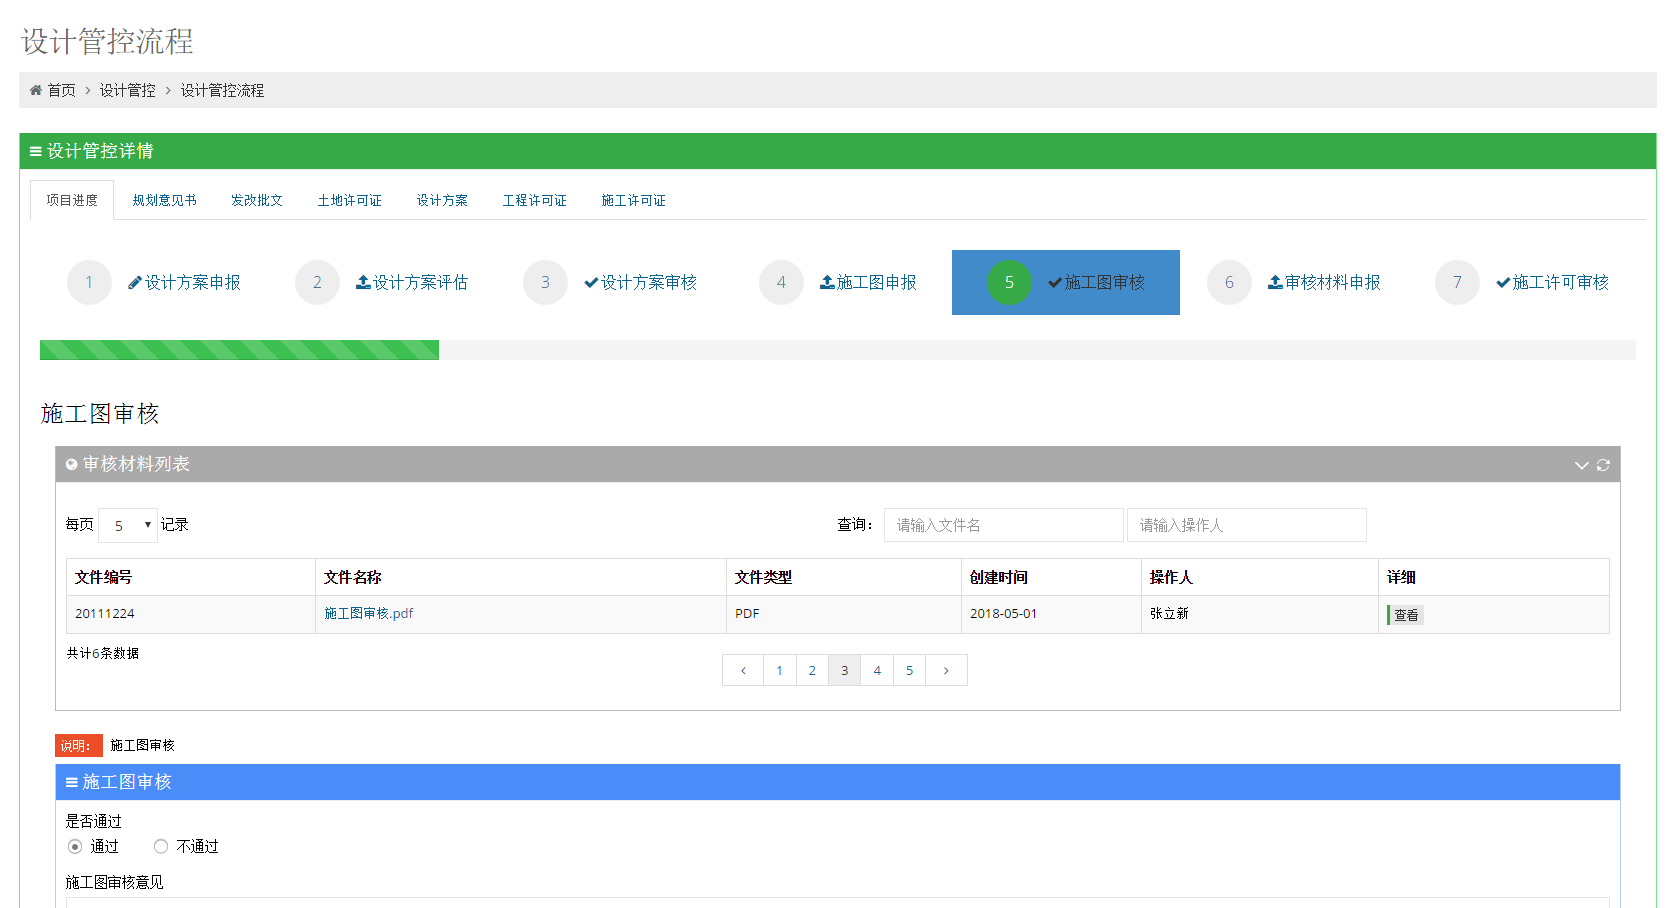 设计管控流程
首页 > 设计管控 > 设计管控流程
设计管控详情
项目进度 规划意见书 发改批文 土地许可证 设计方案 工程许可证 施工许可证
1 设计方案申报 2 设计方案评估 3 设计方案审核 4 施工图申报 5 施工图审核 6 审核材料申报 7 施工许可审核
施工图审核
审核材料列表
每页 5 记录 查询： 请输入文件名 请输入操作人
文件编号 文件名称 文件类型 创建时间 操作人 详细
20111224 施工图审核.pdf PDF 2018-05-01 张立新 查看
共计6条数据
‹ 1 2 3 4 5 ›
说明： 施工图审核
施工图审核
是否通过
通过 不通过
施工图审核意见